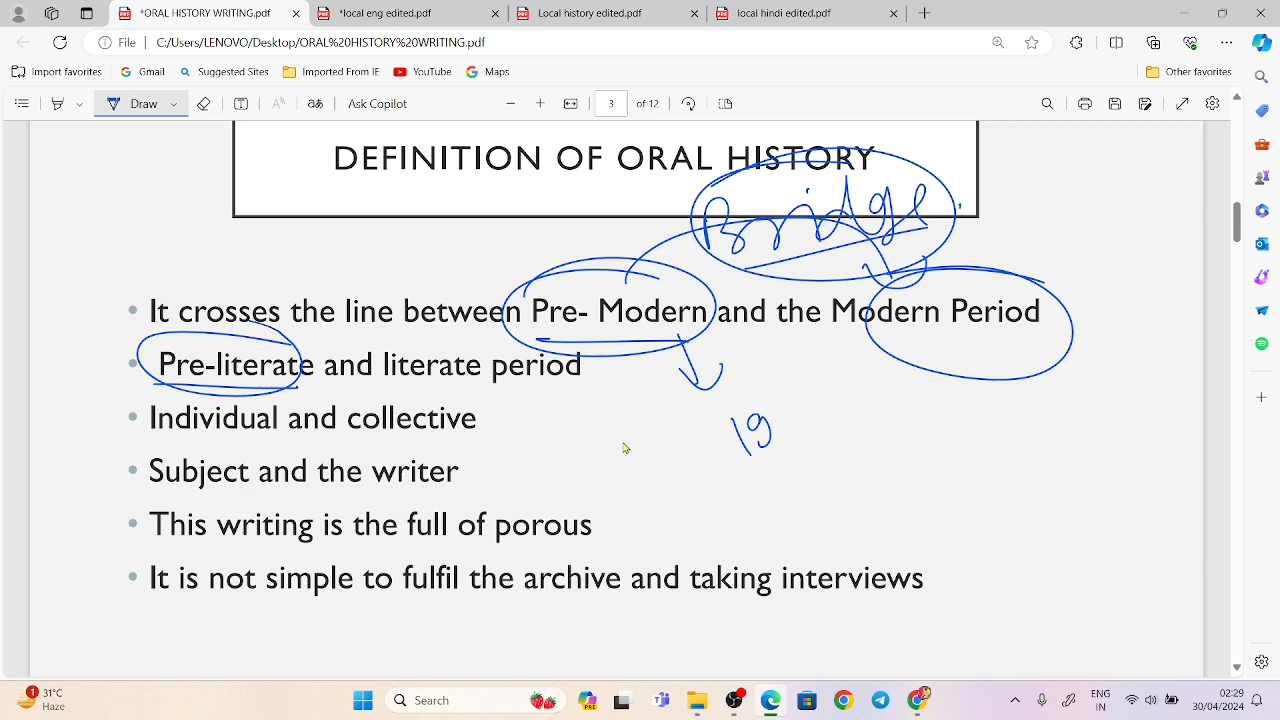 *ORAL HISTORY WRITING.pdf
*local eng edited.pdf
Local history edited.pdf
local hindi edited.pdf
File
C:/Users/LENOVO/Desktop/ORAL%20HISTORY%20WRITING.pdf
Import favorites
Gmail
Suggested Sites
Imported From IE
YouTube
Maps
Other favorites
Draw
Ask Copilot
3 of 12
DEFINITION OF ORAL HISTORY
Bridge
• It crosses the line between Pre- Modern and the Modern Period
• Pre-literate and literate period
• Individual and collective
19
• Subject and the writer
• This writing is the full of porous
• It is not simple to fulfil the archive and taking interviews
1
31°C
Haze
Search
ENG
IN
02:29
30/04/2024